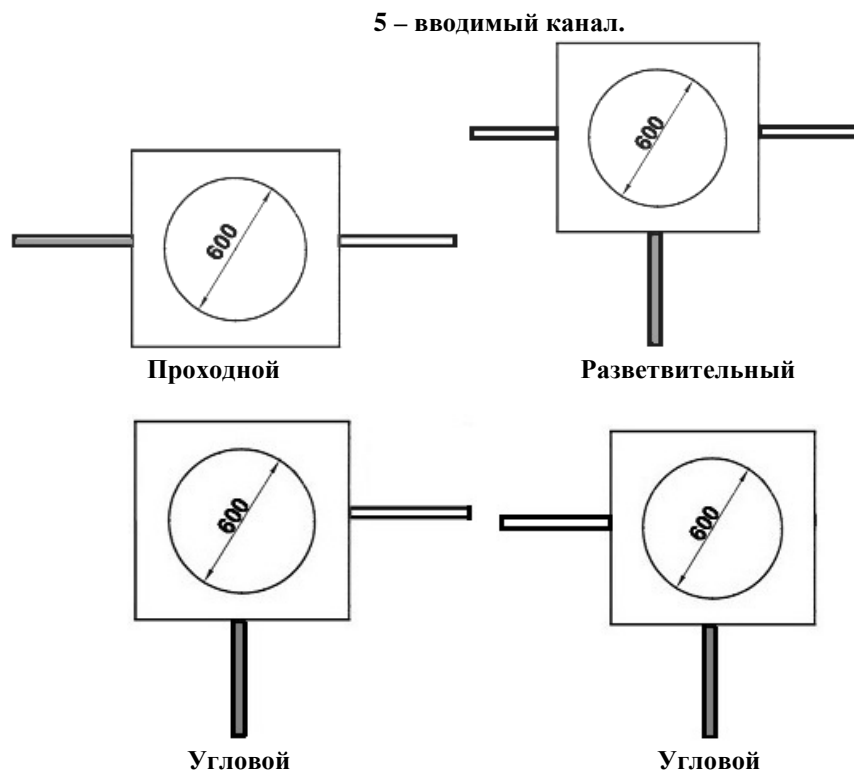 5 – вводимый канал.
600
600
Проходной
Разветвительный
600
600
Угловой
Угловой